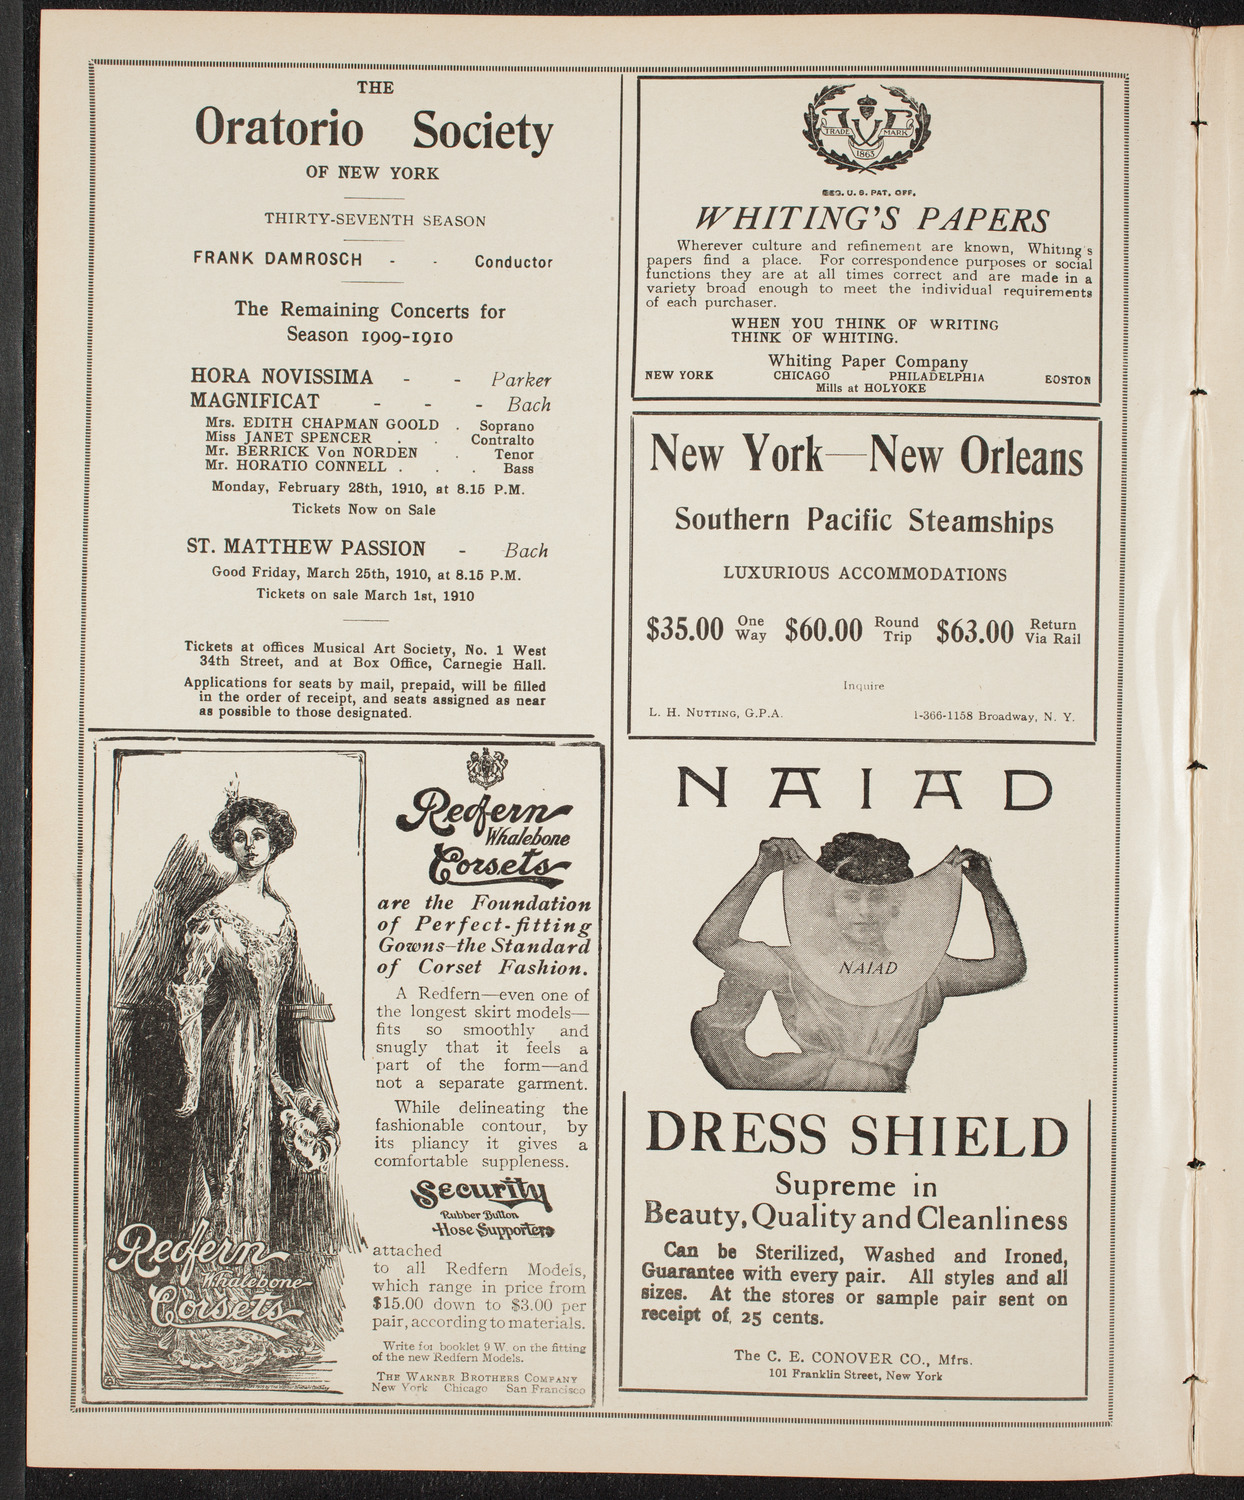 THE
Oratorio Society
OF NEW YORK
THIRTY-SEVENTH SEASON
FRANK DAMROSCH - - Conductor
The Remaining Concerts for
Season 1909-1910
HORA NOVISSIMA - - Parker
MAGNIFICAT - - - Bach
Mrs. EDITH CHAPMAN GOOLD . Soprano
Miss JANET SPENCER . . Contralto
Mr. BERRICK Von NORDEN . Tenor
Mr. HORATIO CONNELL . . . Bass
Monday, February 28th, 1910, at 8.15 P.M.
Tickets Now on Sale
ST. MATTHEW PASSION - Bach
Good Friday, March 25th, 1910, at 8.15 P.M.
Tickets on sale March 1st, 1910
Tickets at offices Musical Art Society, No. 1 West
34th Street, and at Box Office, Carnegie Hall.
Applications for seats by mail, prepaid, will be filled
in the order of receipt, and seats assigned as near
as possible to those designated.
TRADE MARK
1865
REG. U. S. PAT. OFF.
WHITING'S PAPERS
Wherever culture and refinement are known, Whiting's
papers find a place. For correspondence purposes or social
functions they are at all times correct and are made in a
variety broad enough to meet the individual requirements
of each purchaser.
WHEN YOU THINK OF WRITING
THINK OF WHITING.
Whiting Paper Company
NEW YORK CHICAGO PHILADELPHIA BOSTON
Mills at HOLYOKE
New York—New Orleans
Southern Pacific Steamships
LUXURIOUS ACCOMMODATIONS
$35.00 One Way $60.00 Round Trip $63.00 Return Via Rail
Inquire
L. H. NUTTING, G.P.A. 1-366-1158 Broadway, N. Y.
Redfern
Whalebone
Corsets
are the Foundation
of Perfect-fitting
Gowns—the Standard
of Corset Fashion.
A Redfern—even one of
the longest skirt models—
fits so smoothly and
snugly that it feels a
part of the form—and
not a separate garment.
While delineating the
fashionable contour, by
its pliancy it gives a
comfortable suppleness.
Security
Rubber Button
Hose Supporters
attached
to all Redfern Models,
which range in price from
$15.00 down to $3.00 per
pair, according to materials.
Write for booklet 9 W. on the fitting
of the new Redfern Models.
THE WARNER BROTHERS COMPANY
New York Chicago San Francisco
Redfern
Whalebone
Corsets
NAIAD
NAIAD
DRESS SHIELD
Supreme in
Beauty, Quality and Cleanliness
Can be Sterilized, Washed and Ironed,
Guarantee with every pair. All styles and all
sizes. At the stores or sample pair sent on
receipt of 25 cents.
The C. E. CONOVER CO., Mfrs.
101 Franklin Street, New York